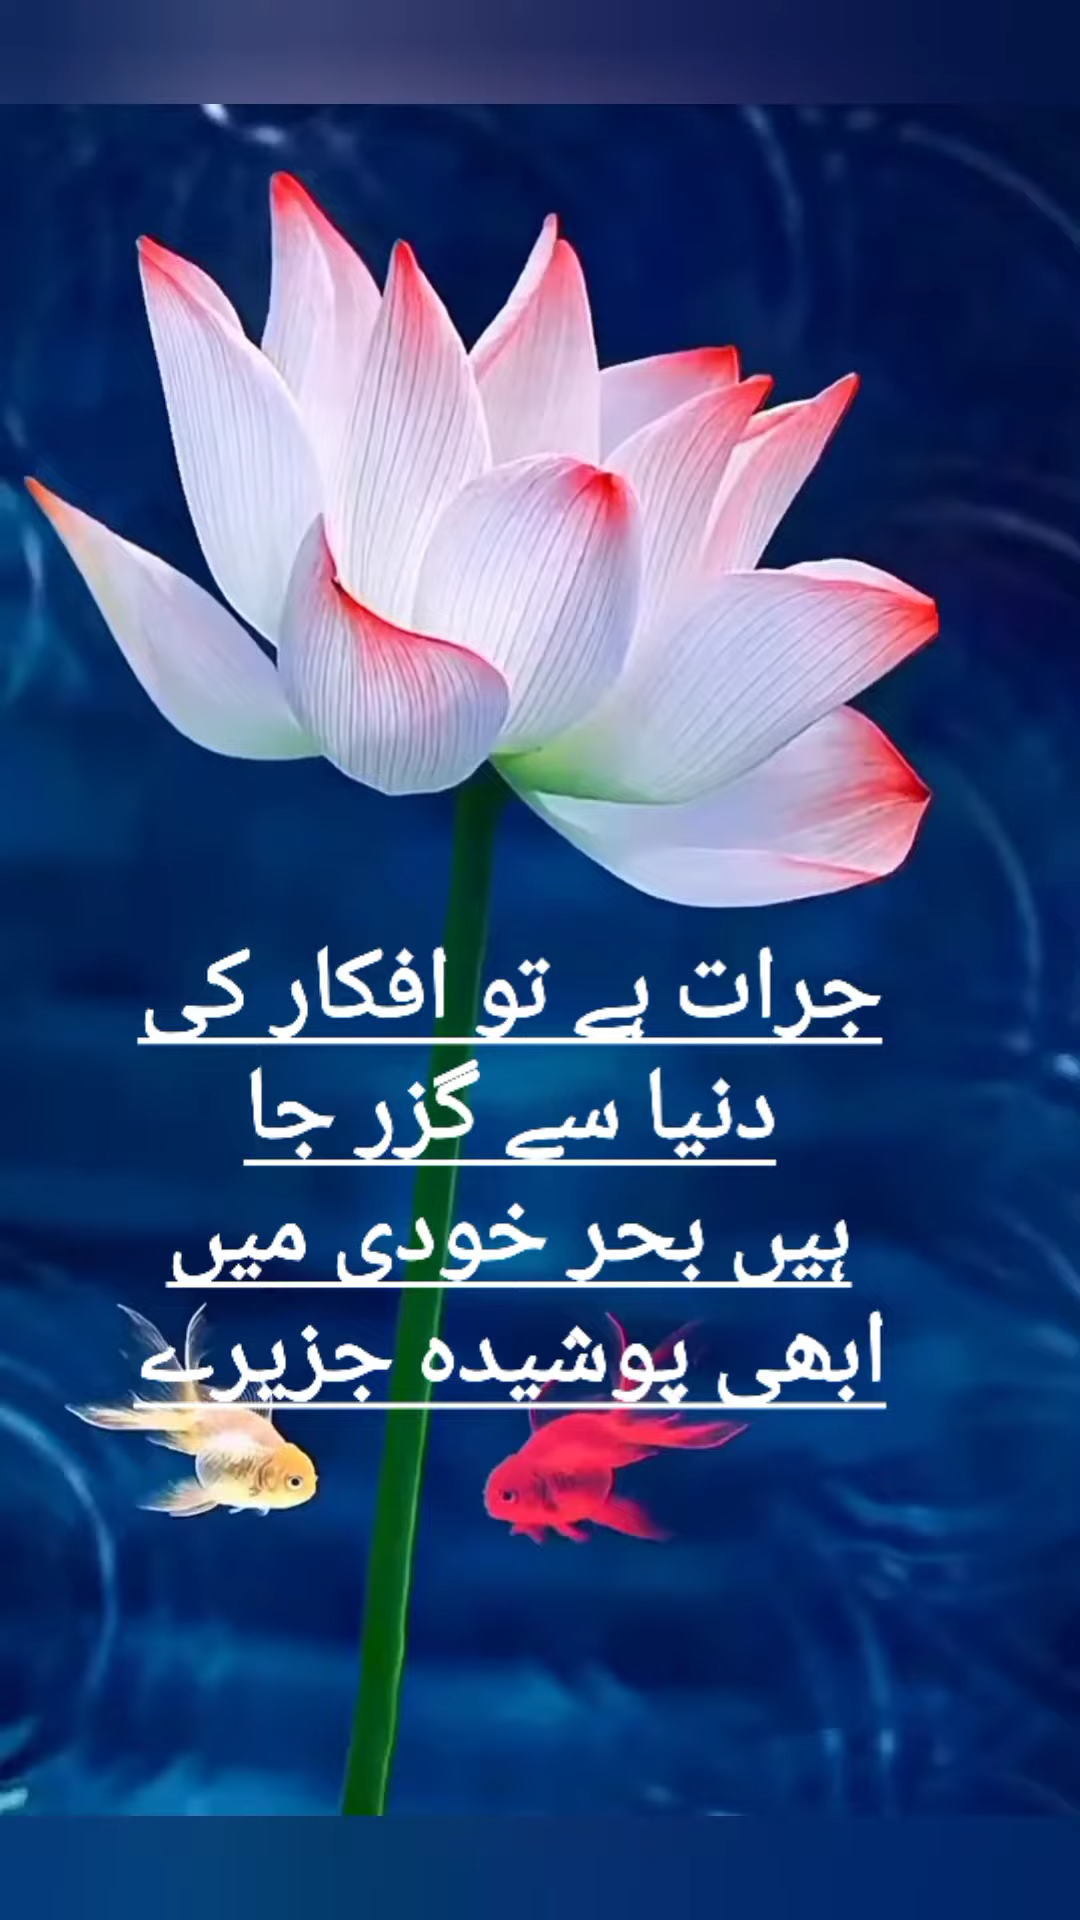 جرات ہے تو افکار کی
دنیا سے گزر جا
ہیں بحر خودی میں
ابھی پوشیدہ جزیرے